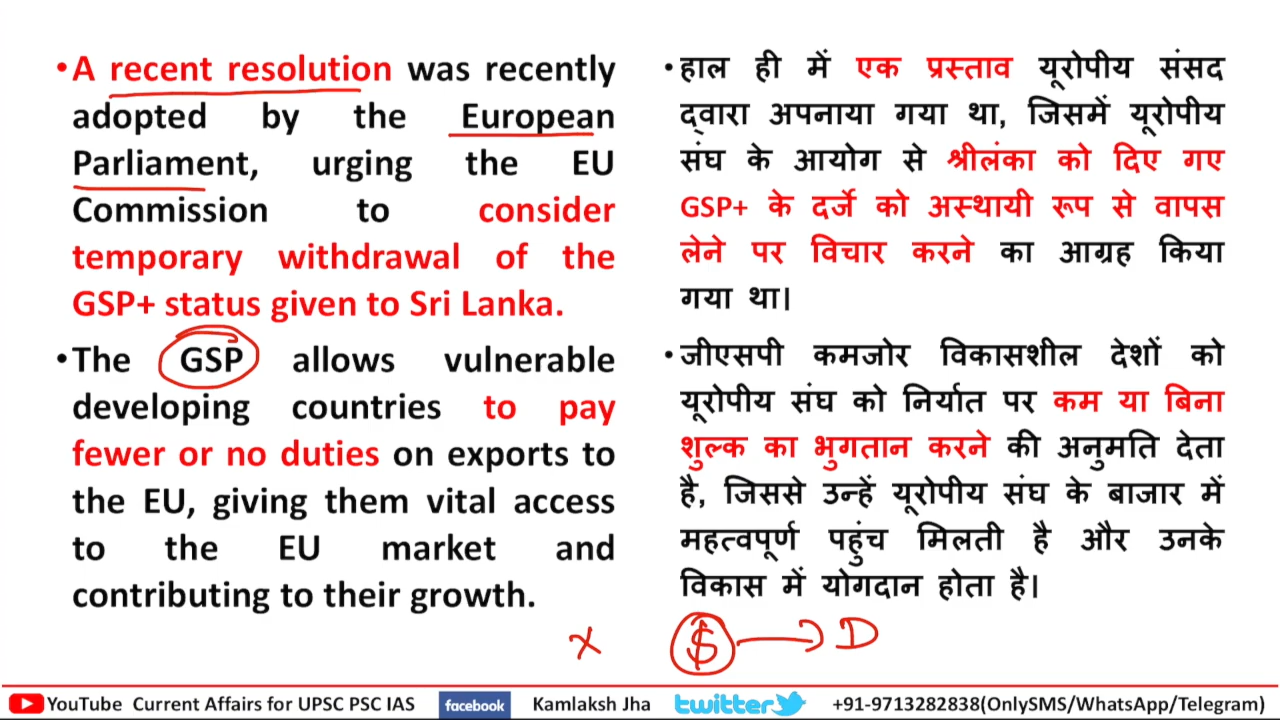 •A recent resolution was recently
adopted by the European
Parliament, urging the EU
Commission to consider
temporary withdrawal of the
GSP+ status given to Sri Lanka.
•The GSP allows vulnerable
developing countries to pay
fewer or no duties on exports to
the EU, giving them vital access
to the EU market and
contributing to their growth.
•हाल ही में एक प्रस्ताव यूरोपीय संसद
द्वारा अपनाया गया था, जिसमें यूरोपीय
संघ के आयोग से श्रीलंका को दिए गए
GSP+ के दर्जे को अस्थायी रूप से वापस
लेने पर विचार करने का आग्रह किया
गया था।
•जीएसपी कमजोर विकासशील देशों को
यूरोपीय संघ को निर्यात पर कम या बिना
शुल्क का भुगतान करने की अनुमति देता
है, जिससे उन्हें यूरोपीय संघ के बाजार में
महत्वपूर्ण पहुंच मिलती है और उनके
विकास में योगदान होता है।
x $ → D
YouTube Current Affairs for UPSC PSC IAS facebook Kamlaksh Jha twitter +91-9713282838(OnlySMS/WhatsApp/Telegram)